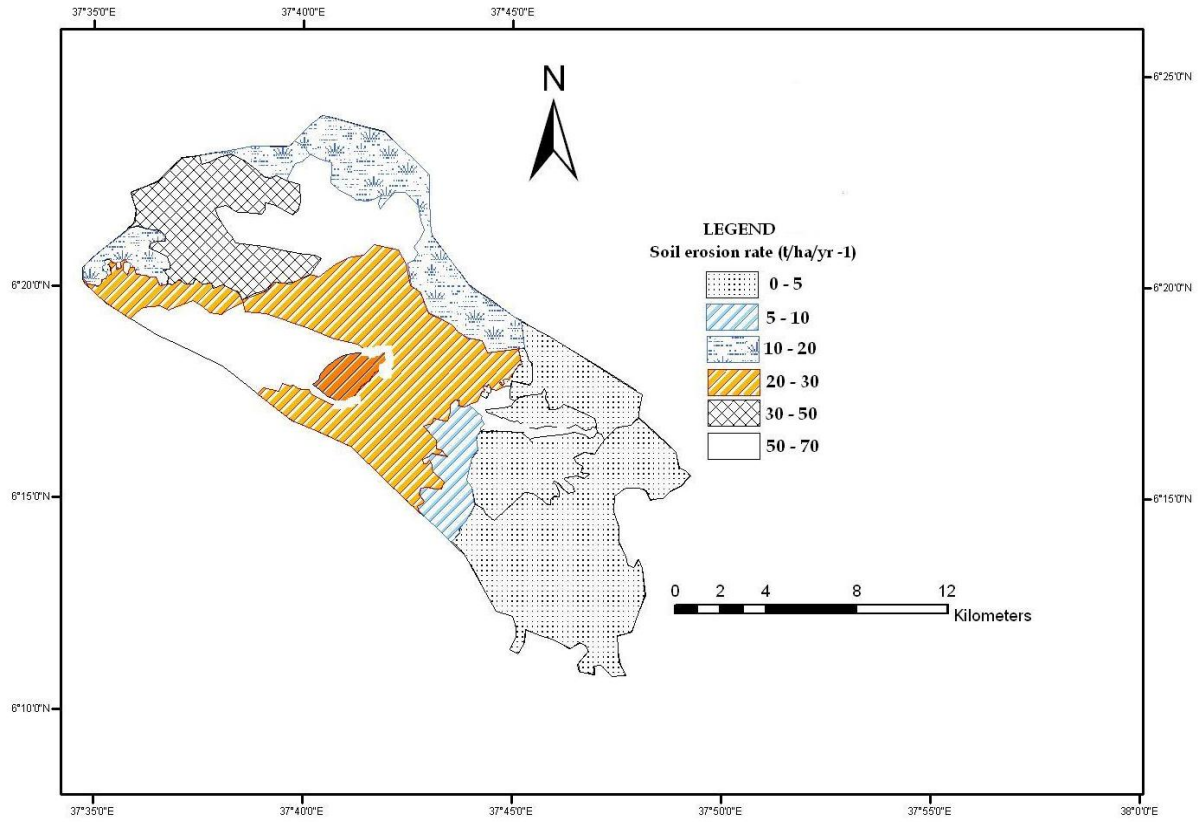 37°35'0"E 37°40'0"E 37°45'0"E
6°25'0"N
N
LEGEND
Soil erosion rate (t/ha/yr -1)
0 - 5
5 - 10
10 - 20
20 - 30
30 - 50
50 - 70
6°20'0"N 6°20'0"N
6°15'0"N 6°15'0"N
0 2 4 8 12
Kilometers
6°10'0"N
37°35'0"E 37°40'0"E 37°45'0"E 37°50'0"E 37°55'0"E 38°0'0"E